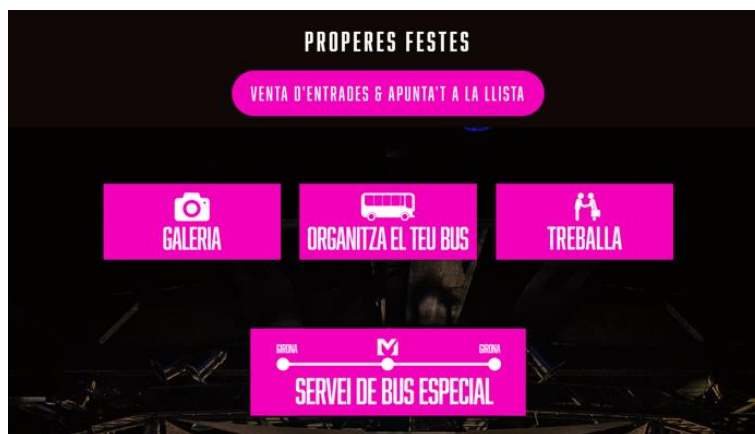 PROPERES FESTES
VENTA D'ENTRADES & APUNTA'T A LA LLISTA
GALERIA
ORGANITZA EL TEU BUS
TREBALLA
GIRONA
M
GIRONA
SERVEI DE BUS ESPECIAL